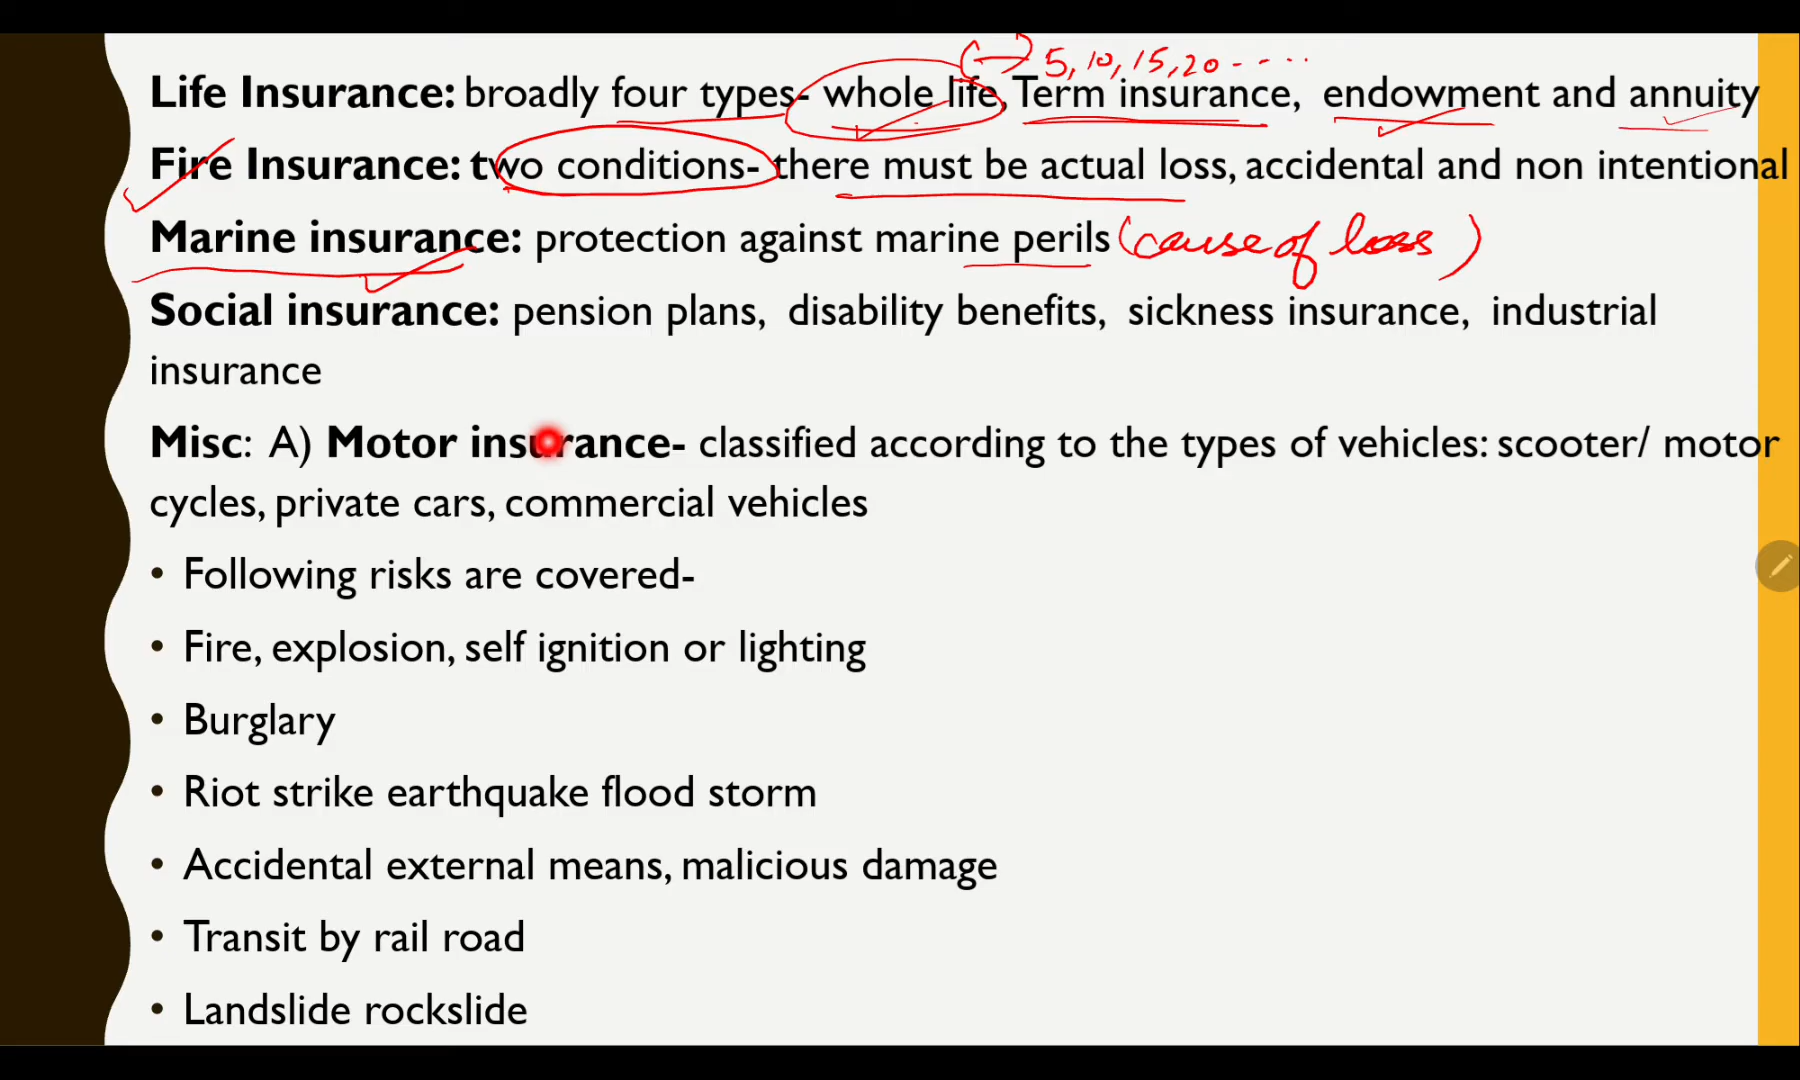 5, 10, 15, 20 - - - -
Life Insurance: broadly four types- whole life, Term insurance, endowment and annuity
Fire Insurance: two conditions- there must be actual loss, accidental and non intentional
Marine insurance: protection against marine perils (cause of loss)
Social insurance: pension plans, disability benefits, sickness insurance, industrial
insurance
Misc: A) Motor insurance- classified according to the types of vehicles: scooter/ motor
cycles, private cars, commercial vehicles
• Following risks are covered-
• Fire, explosion, self ignition or lighting
• Burglary
• Riot strike earthquake flood storm
• Accidental external means, malicious damage
• Transit by rail road
• Landslide rockslide